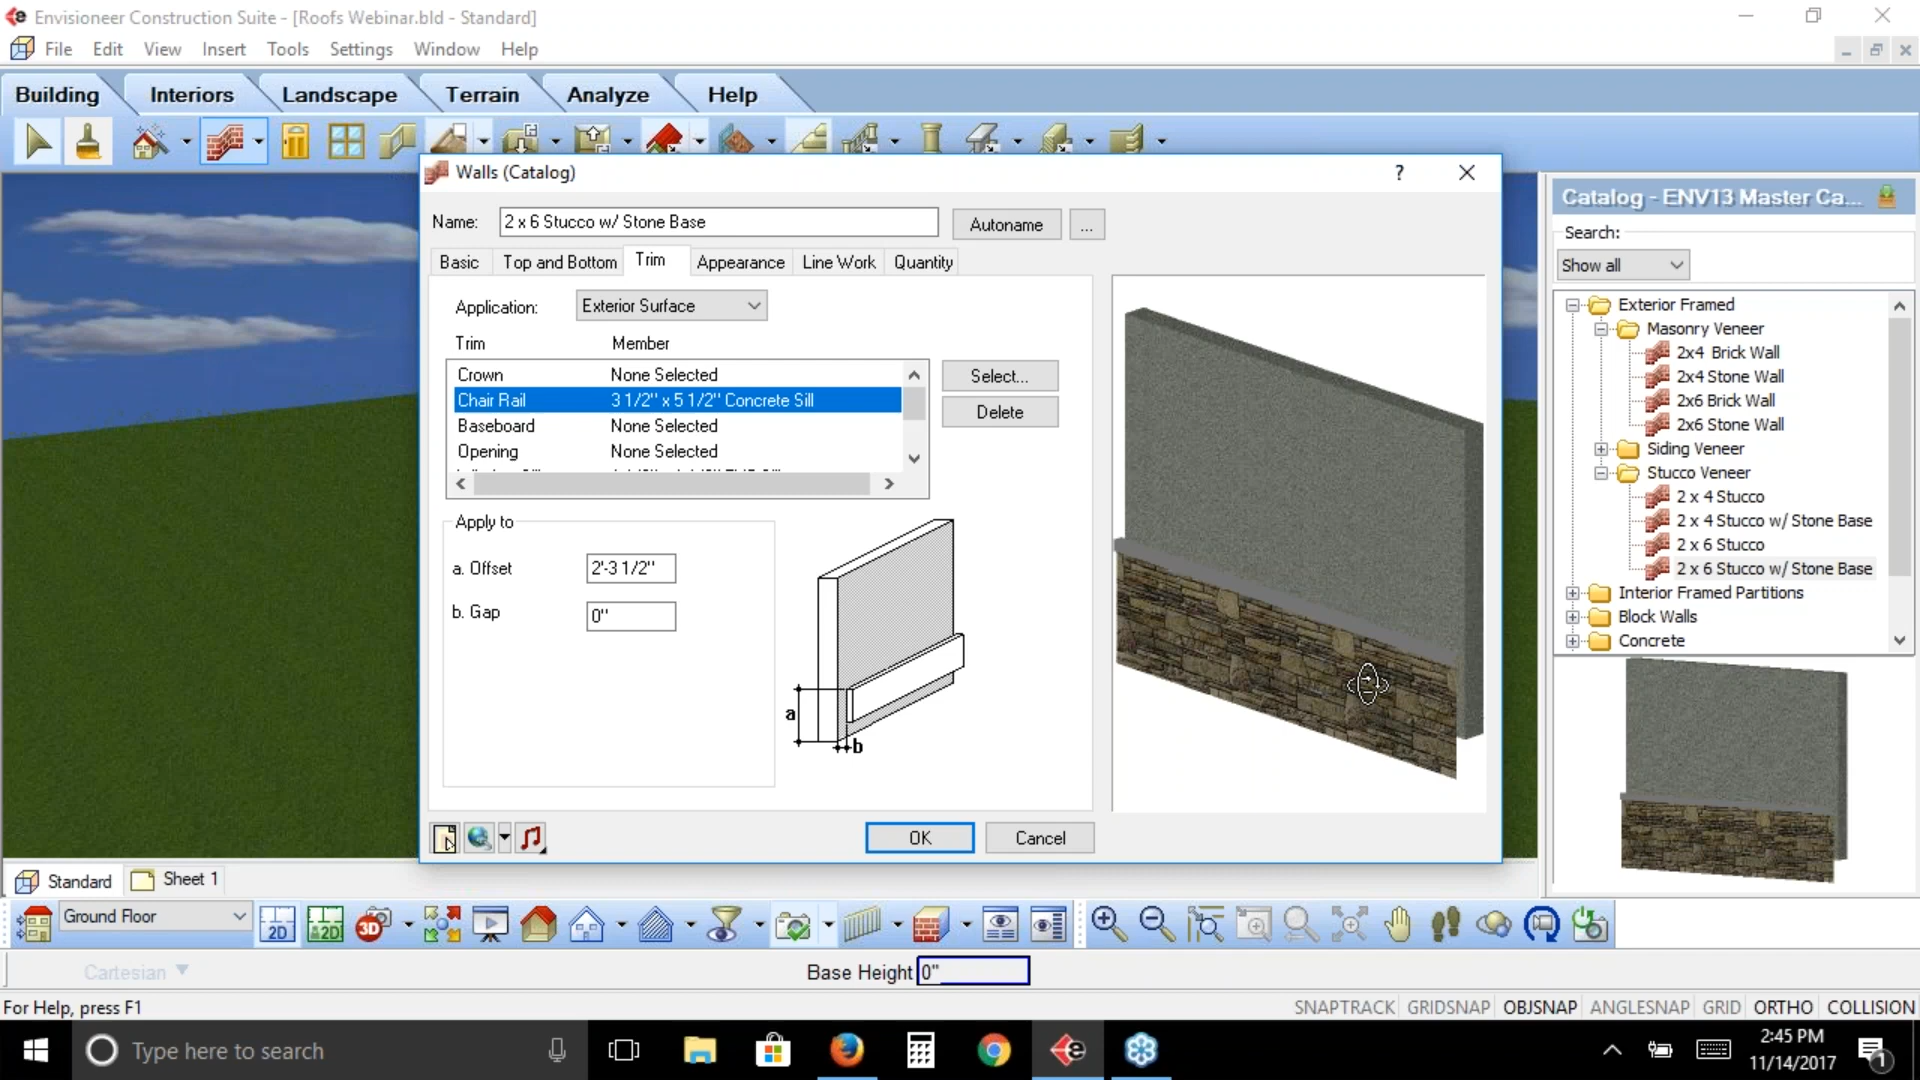 Envisioneer Construction Suite - [Roofs Webinar.bld - Standard]
File Edit View Insert Tools Settings Window Help
Building Interiors Landscape Terrain Analyze Help
Walls (Catalog)
?
Name: 2 x 6 Stucco w/ Stone Base Autoname ...
Basic Top and Bottom Trim Appearance Line Work Quantity
Application: Exterior Surface
Trim Member
Crown None Selected
Chair Rail 3 1/2" x 5 1/2" Concrete Sill
Baseboard None Selected
Opening None Selected
Select...
Delete
Apply to
a. Offset 2'-3 1/2"
b. Gap 0"
a
b
OK Cancel
Catalog - ENV13 Master Ca...
Search:
Show all
Exterior Framed
Masonry Veneer
2x4 Brick Wall
2x4 Stone Wall
2x6 Brick Wall
2x6 Stone Wall
Siding Veneer
Stucco Veneer
2 x 4 Stucco
2 x 4 Stucco w/ Stone Base
2 x 6 Stucco
2 x 6 Stucco w/ Stone Base
Interior Framed Partitions
Block Walls
Concrete
Standard Sheet 1
Ground Floor 2D 2D 3D
Cartesian Base Height 0"
For Help, press F1 SNAPTRACK GRIDSNAP OBJSNAP ANGLESNAP GRID ORTHO COLLISION
Type here to search
2:45 PM
11/14/2017
1